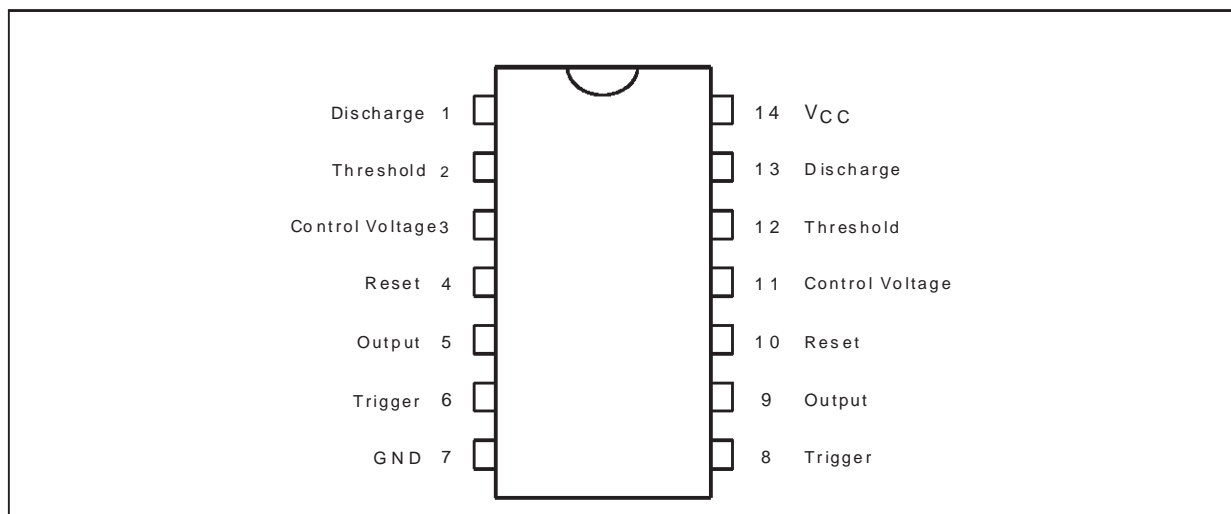 Discharge 1 14 VCC
Threshold 2 13 Discharge
Control Voltage 3 12 Threshold
Reset 4 11 Control Voltage
Output 5 10 Reset
Trigger 6 9 Output
GND 7 8 Trigger